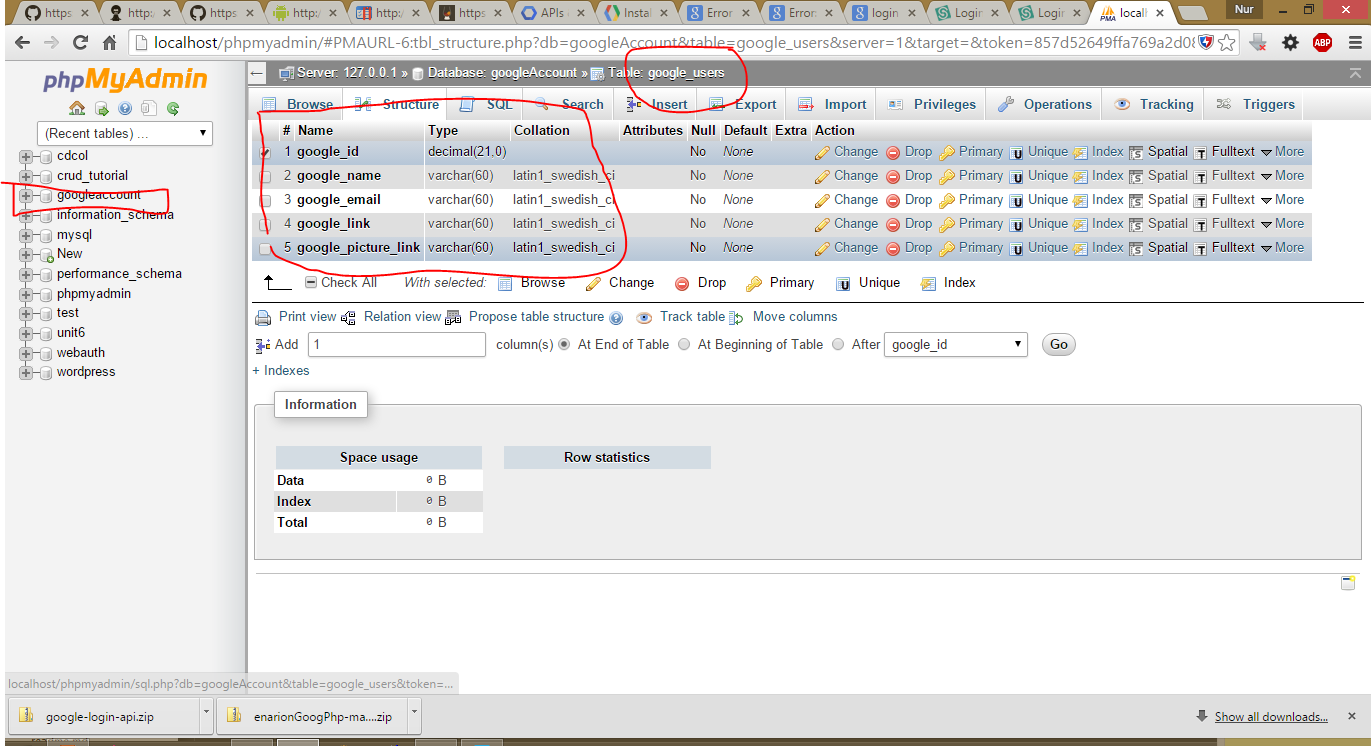 https
http:/
https
http:/
http:/
https
APIs
Instal
Error
Error:
login
Login
Login
locall
Nur
localhost/phpmyadmin/#PMAURL-6:tbl_structure.php?db=googleAccount&table=google_users&server=1&target=&token=857d52649ffa769a2d08
ABP
phpMyAdmin
(Recent tables) ...
cdcol
crud_tutorial
googleaccount
information_schema
mysql
New
performance_schema
phpmyadmin
test
unit6
webauth
wordpress
Server: 127.0.0.1 » Database: googleAccount » Table: google_users
Browse Structure SQL Search Insert Export Import Privileges Operations Tracking Triggers
# Name Type Collation Attributes Null Default Extra Action
1 google_id decimal(21,0) No None Change Drop Primary Unique Index Spatial Fulltext More
2 google_name varchar(60) latin1_swedish_ci No None Change Drop Primary Unique Index Spatial Fulltext More
3 google_email varchar(60) latin1_swedish_ci No None Change Drop Primary Unique Index Spatial Fulltext More
4 google_link varchar(60) latin1_swedish_ci No None Change Drop Primary Unique Index Spatial Fulltext More
5 google_picture_link varchar(60) latin1_swedish_ci No None Change Drop Primary Unique Index Spatial Fulltext More
Check All With selected: Browse Change Drop Primary Unique Index
Print view Relation view Propose table structure Track table Move columns
Add 1 column(s) At End of Table At Beginning of Table After google_id Go
+ Indexes
Information
Space usage
Data 0 B
Index 0 B
Total 0 B
Row statistics
localhost/phpmyadmin/sql.php?db=googleAccount&table=google_users&token=...
google-login-api.zip
enarionGoogPhp-ma....zip
Show all downloads...